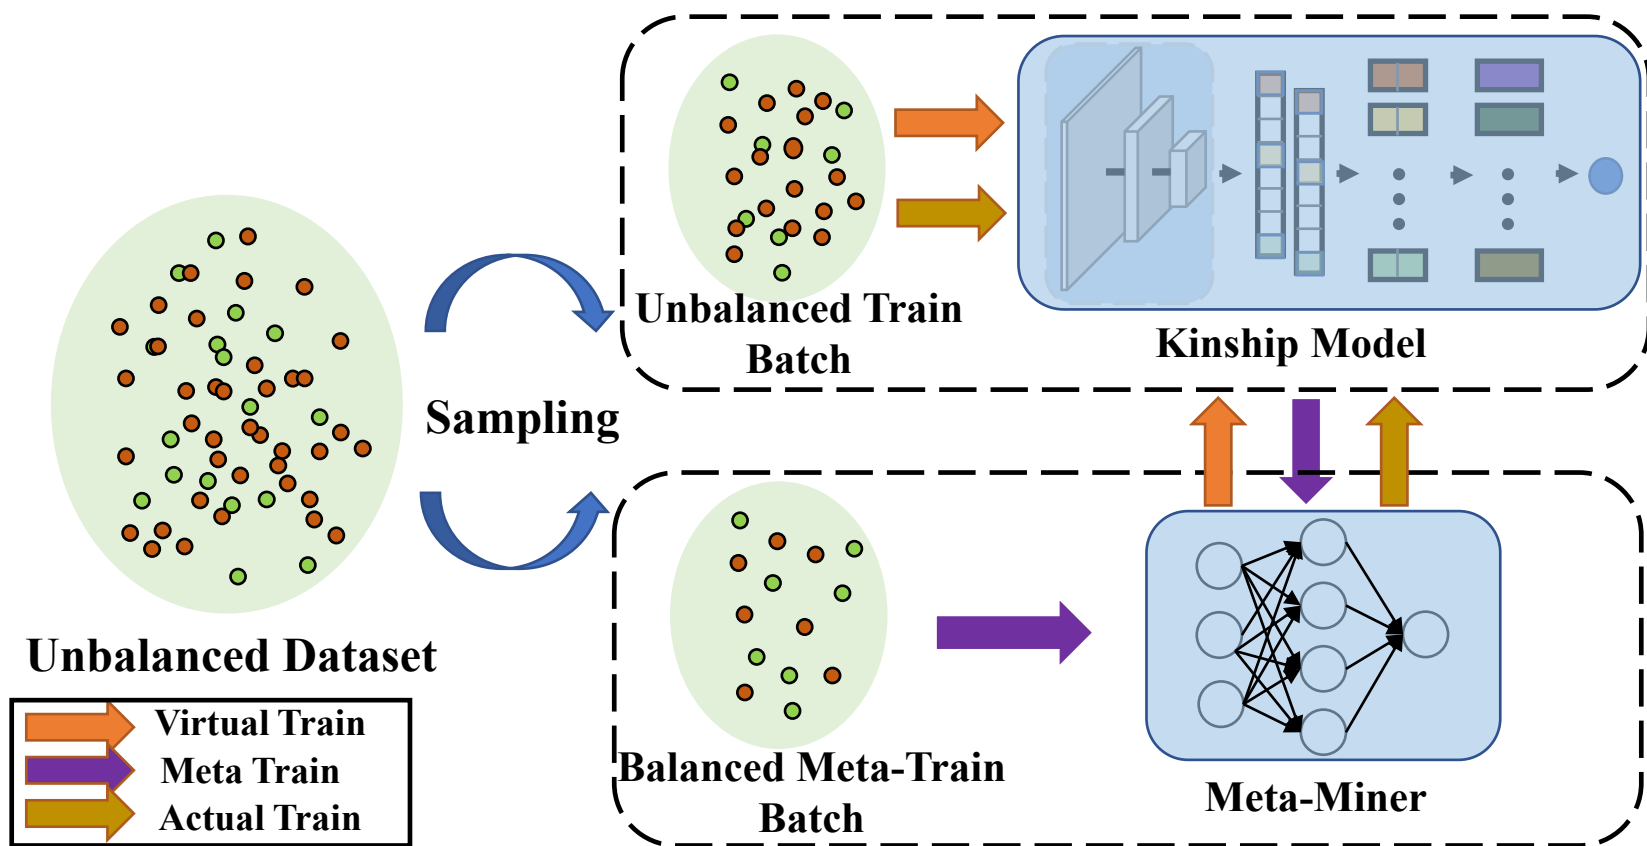 Unbalanced Train
Batch
Kinship Model
Sampling
Unbalanced Dataset
Virtual Train
Meta Train
Actual Train
Balanced Meta-Train
Batch
Meta-Miner